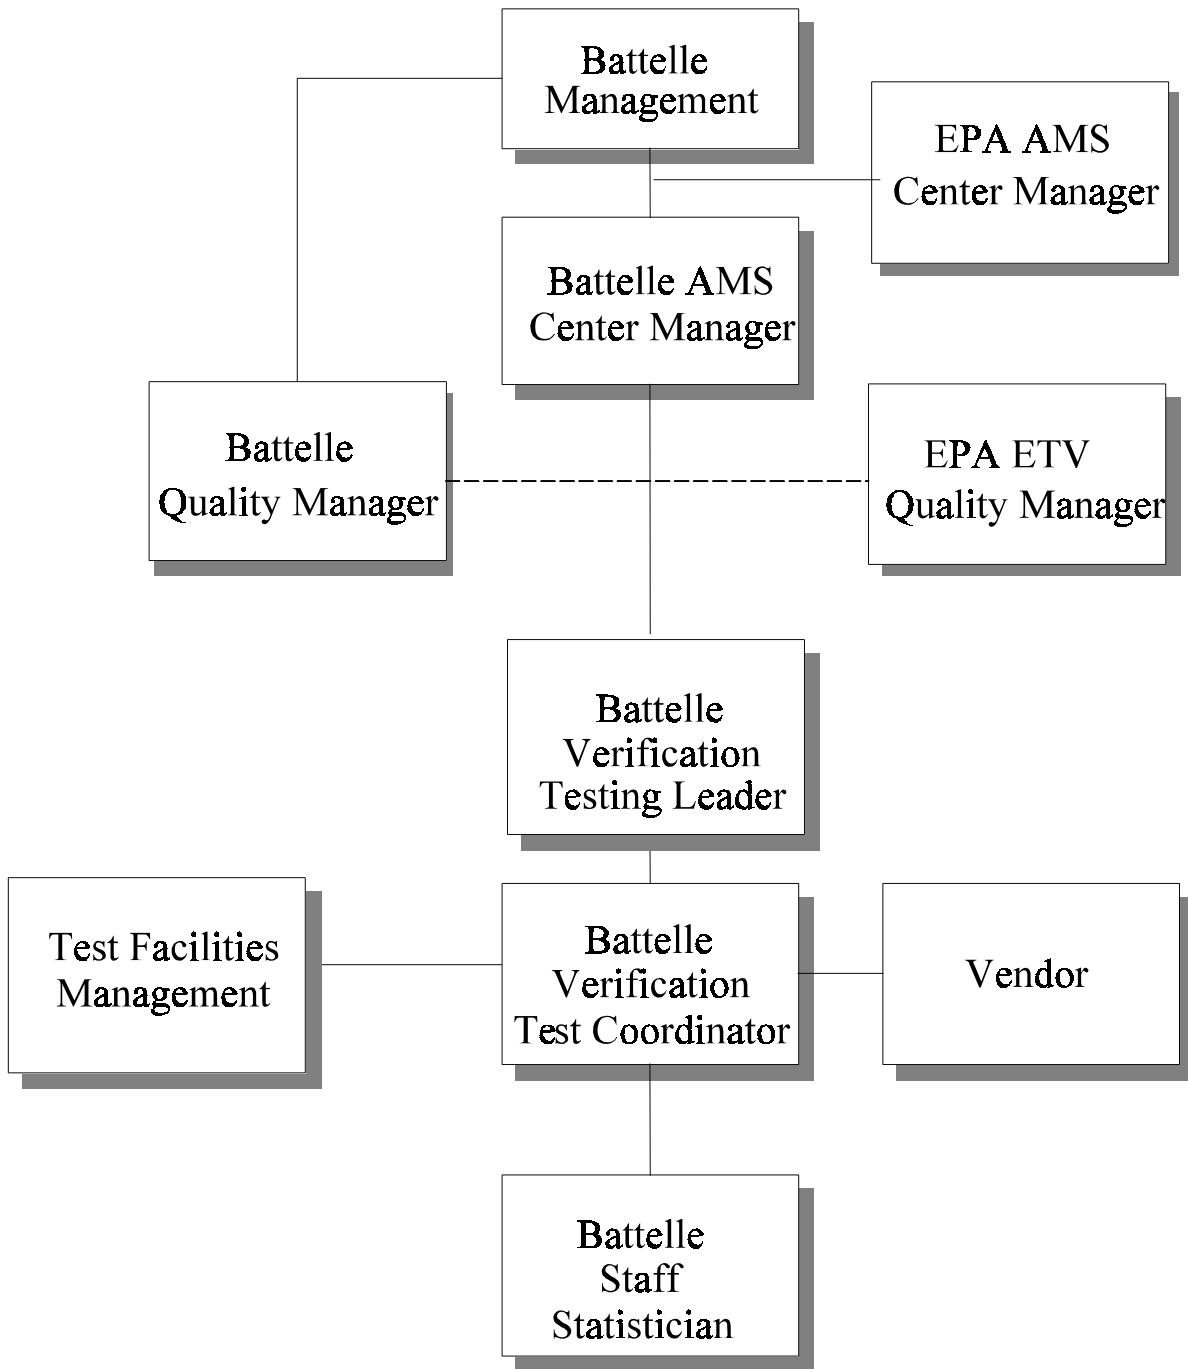 Battelle
Management
EPA AMS
Center Manager
Battelle AMS
Center Manager
Battelle
Quality Manager
EPA ETV
Quality Manager
Battelle
Verification
Testing Leader
Test Facilities
Management
Battelle
Verification
Test Coordinator
Vendor
Battelle
Staff
Statistician